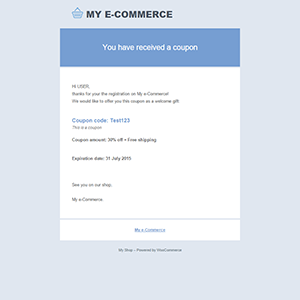 MY E-COMMERCE
You have received a coupon
Hi USER,
thanks for your the registration on My e-Commerce!
We would like to offer you this coupon as a welcome gift:
Coupon code: Test123
This is a coupon
Coupon amount: 30% off + Free shipping
Expiration date: 31 July 2015
See you on our shop,
My e-Commerce.
My e-Commerce
My Shop – Powered by WooCommerce